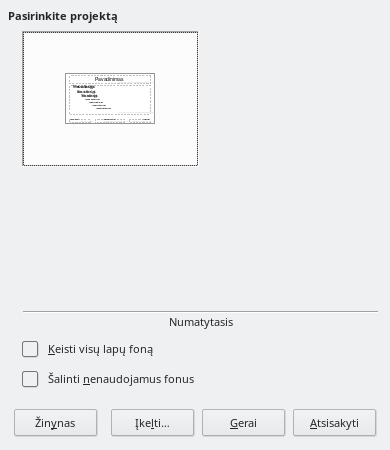 Pasirinkite projektą
Pavadinimas
Numatytasis
Keisti visų lapų foną
Šalinti nenaudojamus fonus
Žinynas
Įkelti...
Gerai
Atsisakyti